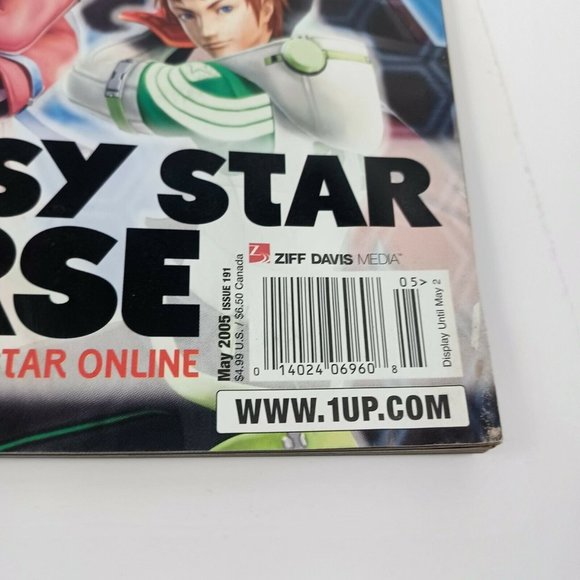 SY STAR
RSE
STAR ONLINE
ZIFF DAVIS MEDIA™
May 2005 ISSUE 191
$4.99 U.S. / $6.50 Canada
05>
Display Until May 2
0 14024 06960 8
WWW.1UP.COM